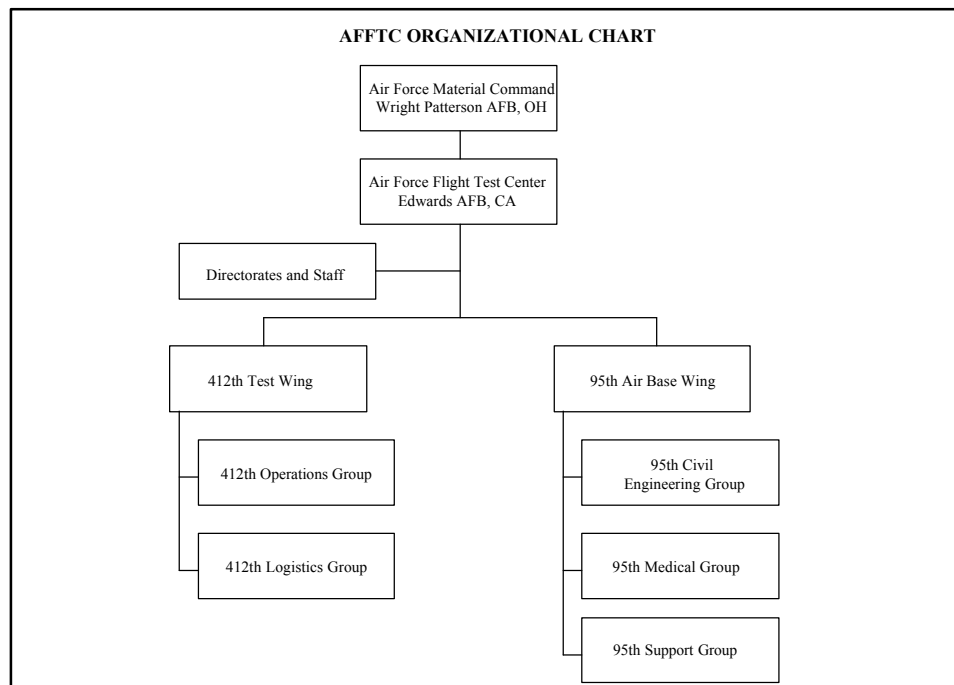 AFFTC ORGANIZATIONAL CHART
Air Force Material Command
Wright Patterson AFB, OH
Air Force Flight Test Center
Edwards AFB, CA
Directorates and Staff
412th Test Wing
95th Air Base Wing
412th Operations Group
95th Civil
Engineering Group
412th Logistics Group
95th Medical Group
95th Support Group